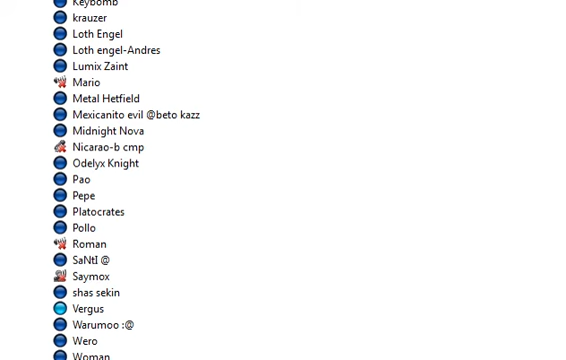 Keybomb
krauzer
Loth Engel
Loth engel-Andres
Lumix Zaint
Mario
Metal Hetfield
Mexicanito evil @beto kazz
Midnight Nova
Nicarao-b cmp
Odelyx Knight
Pao
Pepe
Platocrates
Pollo
Roman
SaNtI @
Saymox
shas sekin
Vergus
Warumoo :@
Wero
Woman